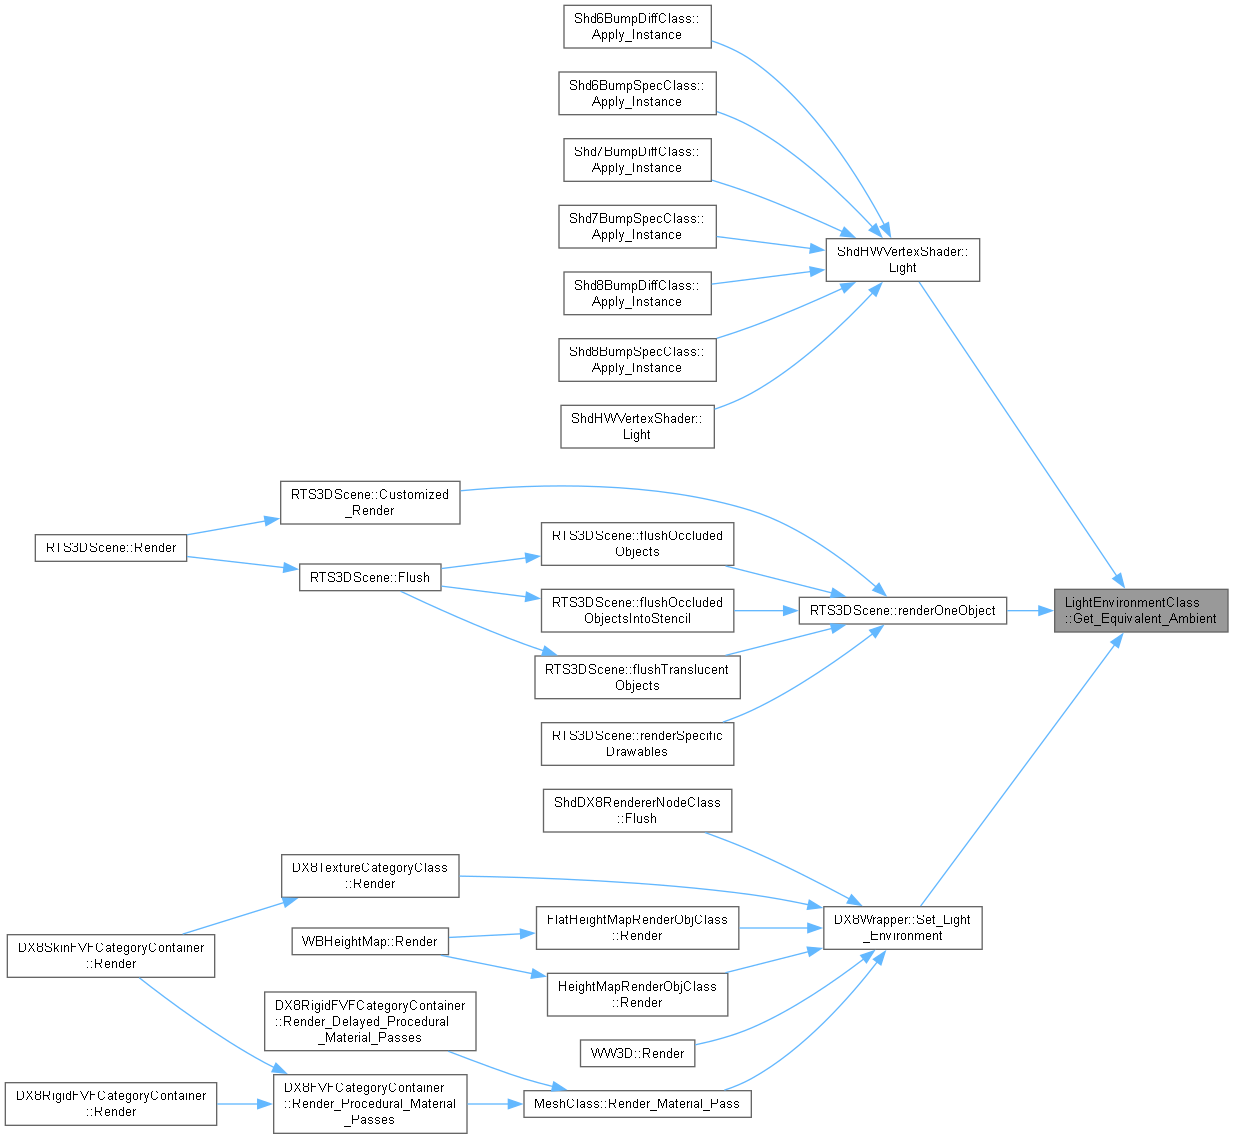 Shd6BumpDiffClass::
Apply_Instance
Shd6BumpSpecClass::
Apply_Instance
Shd7BumpDiffClass::
Apply_Instance
Shd7BumpSpecClass::
Apply_Instance
ShdHWVertexShader::
Light
Shd8BumpDiffClass::
Apply_Instance
Shd8BumpSpecClass::
Apply_Instance
ShdHWVertexShader::
Light
RTS3DScene::Customized
_Render
RTS3DScene::Render
RTS3DScene::flushOccluded
Objects
RTS3DScene::Flush
RTS3DScene::flushOccluded
ObjectsIntoStencil
RTS3DScene::renderOneObject
LightEnvironmentClass
::Get_Equivalent_Ambient
RTS3DScene::flushTranslucent
Objects
RTS3DScene::renderSpecific
Drawables
ShdDX8RendererNodeClass
::Flush
DX8TextureCategoryClass
::Render
DX8Wrapper::Set_Light
_Environment
FlatHeightMapRenderObjClass
::Render
WBHeightMap::Render
DX8SkinFVFCategoryContainer
::Render
HeightMapRenderObjClass
::Render
DX8RigidFVFCategoryContainer
::Render_Delayed_Procedural
_Material_Passes
WW3D::Render
DX8RigidFVFCategoryContainer
::Render
DX8FVFCategoryContainer
::Render_Procedural_Material
_Passes
MeshClass::Render_Material_Pass